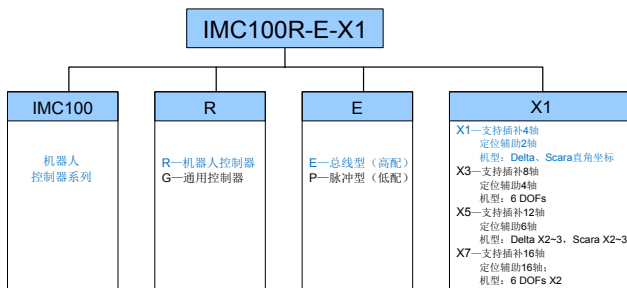 IMC100R-E-X1
IMC100
机器人
控制器系列
R
R—机器人控制器
G—通用控制器
E
E—总线型（高配）
P—脉冲型（低配）
X1
X1—支持插补4轴
定位辅助2轴
机型：Delta、Scara直角坐标
X3—支持插补8轴
定位辅助4轴
机型：6 DOFs
X5—支持插补12轴
定位辅助6轴
机型：Delta X2~3，Scara X2~3
X7—支持插补16轴
定位辅助16轴；
机型：6 DOFs X2